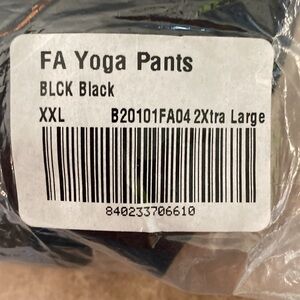 FA Yoga Pants
BLCK Black
XXL B20101FA04 2Xtra Large
840233706610